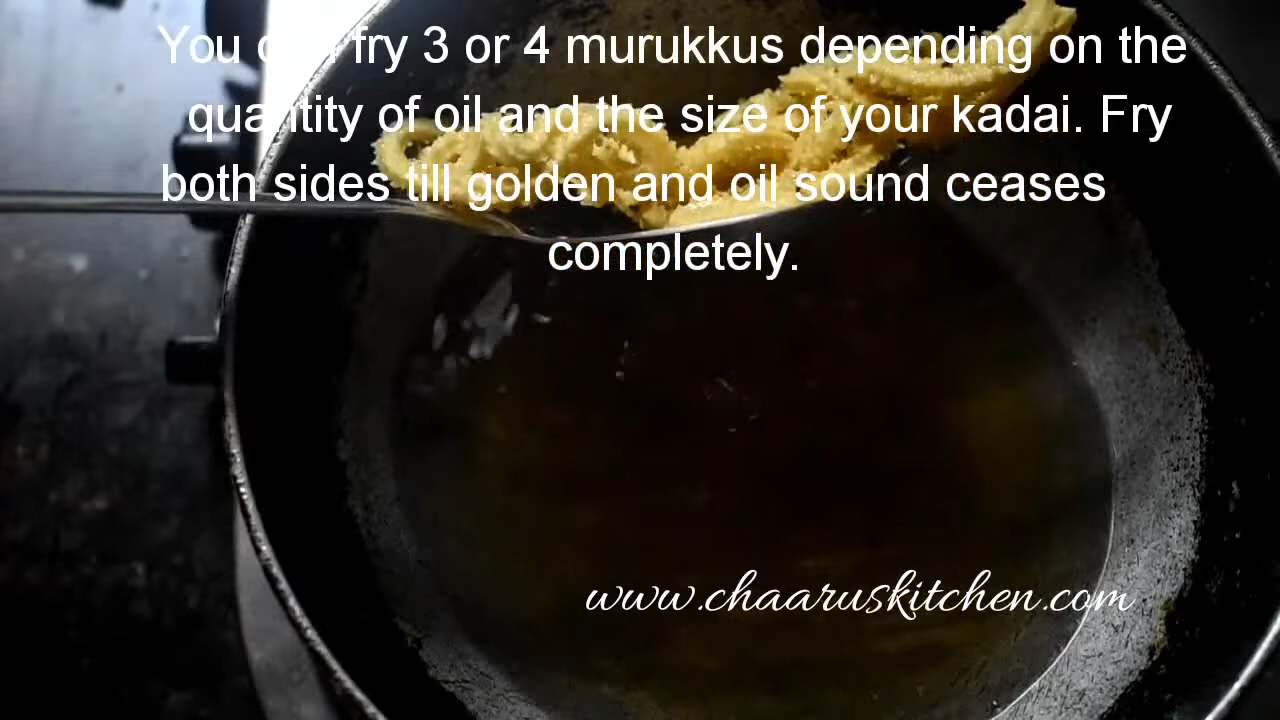 You can fry 3 or 4 murukkus depending on the
quantity of oil and the size of your kadai. Fry
both sides till golden and oil sound ceases
completely.
www.chaaruskitchen.com